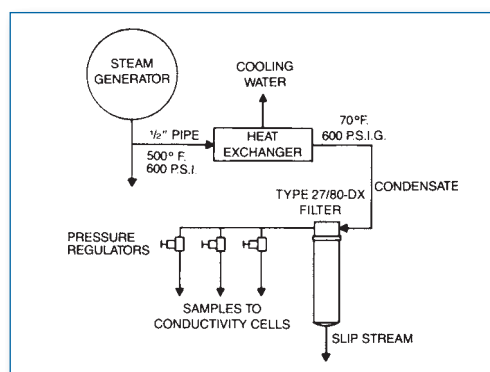 STEAM
GENERATOR
COOLING
WATER
½" PIPE
500° F.
600 P.S.I.
HEAT
EXCHANGER
70°F.
600 P.S.I.G.
CONDENSATE
TYPE 27/80-DX
FILTER
PRESSURE
REGULATORS
SAMPLES TO
CONDUCTIVITY CELLS
SLIP STREAM